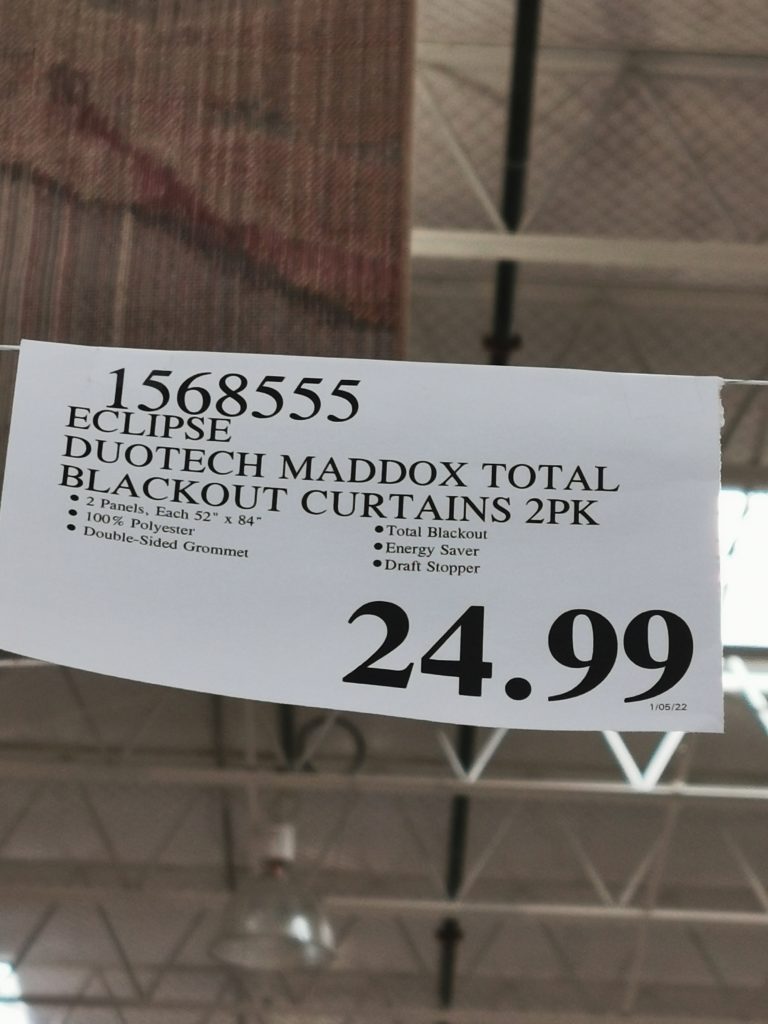 1568555
ECLIPSE
DUOTECH MADDOX TOTAL
BLACKOUT CURTAINS 2PK
• 2 Panels, Each 52" x 84"
• 100% Polyester
• Double-Sided Grommet
• Total Blackout
• Energy Saver
• Draft Stopper
24.99
1/05/22